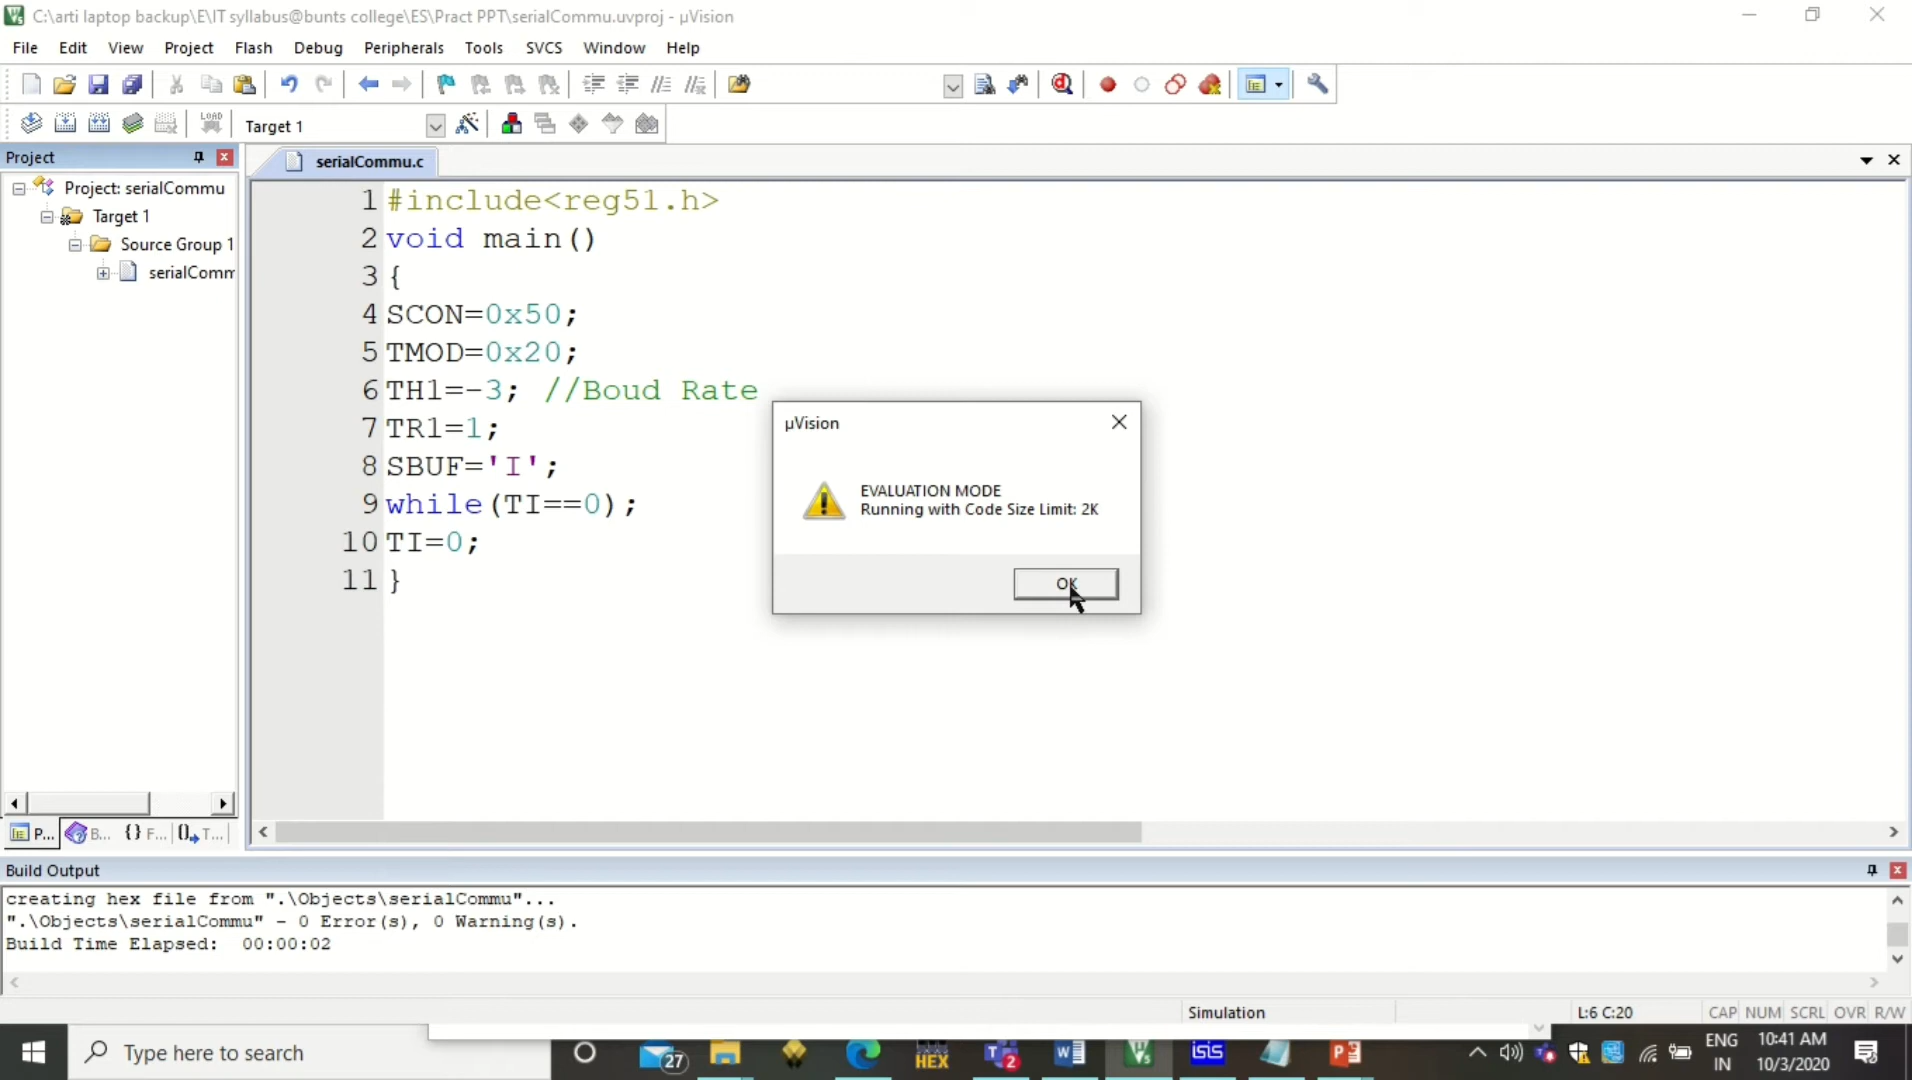 C:\arti laptop backup\E\IT syllabus@bunts college\ES\Pract PPT\serialCommu.uvproj - µVision
File Edit View Project Flash Debug Peripherals Tools SVCS Window Help
LOAD Target 1
Project
serialCommu.c
Project: serialCommu
Target 1
Source Group 1
serialComm
1 #include<reg51.h>
2 void main()
3 {
4 SCON=0x50;
5 TMOD=0x20;
6 TH1=-3; //Boud Rate
7 TR1=1;
8 SBUF='I';
9 while(TI==0);
10 TI=0;
11 }
µVision
EVALUATION MODE
Running with Code Size Limit: 2K
OK
P... B... {} F... T...
Build Output
creating hex file from ".\Objects\serialCommu"...
".\Objects\serialCommu" - 0 Error(s), 0 Warning(s).
Build Time Elapsed:  00:00:02
Simulation L:6 C:20 CAP NUM SCRL OVR R/W
Type here to search
27
HEX
2
isis
ENG
IN
10:41 AM
10/3/2020